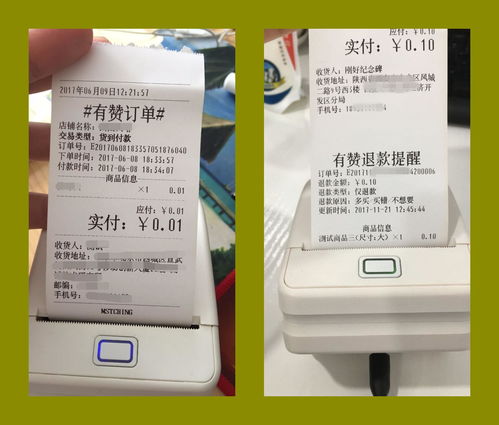 2017年06月09日12:21:57
#有赞订单#
店铺名称:
交易类型: 货到付款
订单号: E20170608183357051876040
下单时间: 2017-06-08 18:33:57
付款时间: 2017-06-08 18:34:07
商品信息
×1 0.01
应付: ¥0.01
实付: ¥0.01
收货人:
收货地址:
邮编:
手机号:
MSTCHING
应付: ¥0.10
实付: ¥0.10
收货人: 刚好纪念碑
收货地址: 陕西 区凤城
二路9号西3楼 济开
发区分局
手机号:
有赞退款提醒
订单号: E201711 4200006
退款金额: ¥0.10
退款类型: 仅退款
退款原因: 多买 买错 不想要
更新时间: 2017-11-21 12:45:44
商品信息
测试商品三(尺寸:大) ×1 0.10